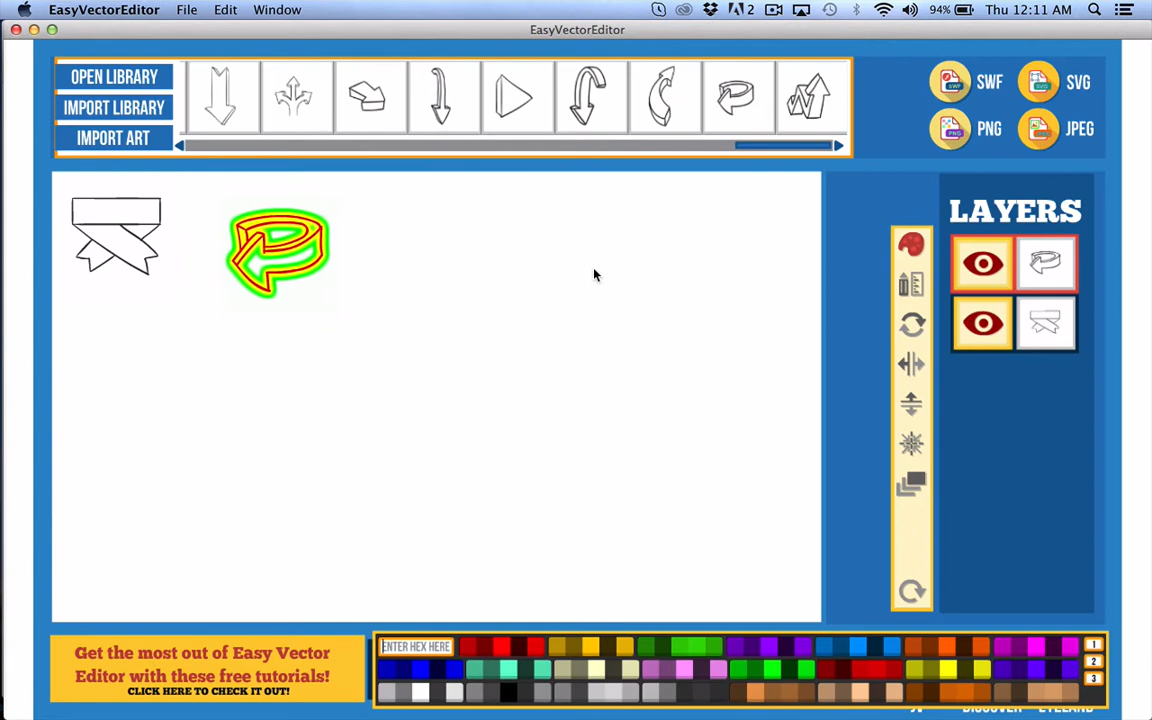 EasyVectorEditor File Edit Window 2 94% Thu 12:11 AM
EasyVectorEditor
OPEN LIBRARY
IMPORT LIBRARY
IMPORT ART
SWF SVG
PNG JPEG
LAYERS
Get the most out of Easy Vector
Editor with these free tutorials!
CLICK HERE TO CHECK IT OUT!
ENTER HEX HERE
1
2
3